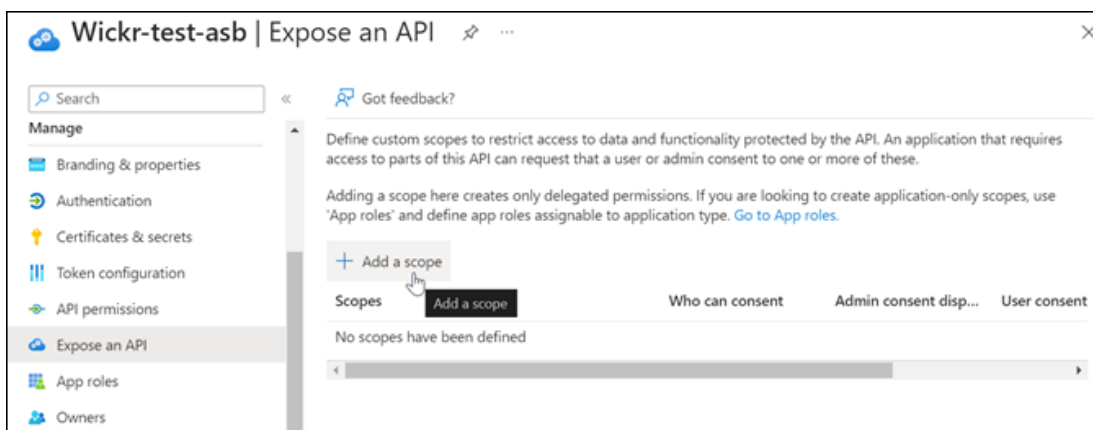 Wickr-test-asb | Expose an API
Search
Got feedback?
Manage
Branding & properties
Authentication
Certificates & secrets
Token configuration
API permissions
Expose an API
App roles
Owners
Define custom scopes to restrict access to data and functionality protected by the API. An application that requires
access to parts of this API can request that a user or admin consent to one or more of these.
Adding a scope here creates only delegated permissions. If you are looking to create application-only scopes, use
'App roles' and define app roles assignable to application type. Go to App roles.
Add a scope
Add a scope
Scopes Who can consent Admin consent disp... User consent
No scopes have been defined